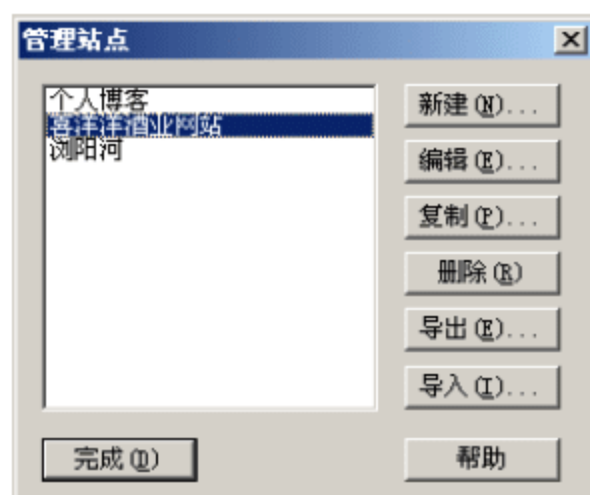 管理站点
个人博客
喜洋洋酒业网站
浏阳河
新建(N)...
编辑(E)...
复制(P)...
删除(R)
导出(E)...
导入(I)...
完成(D)
帮助